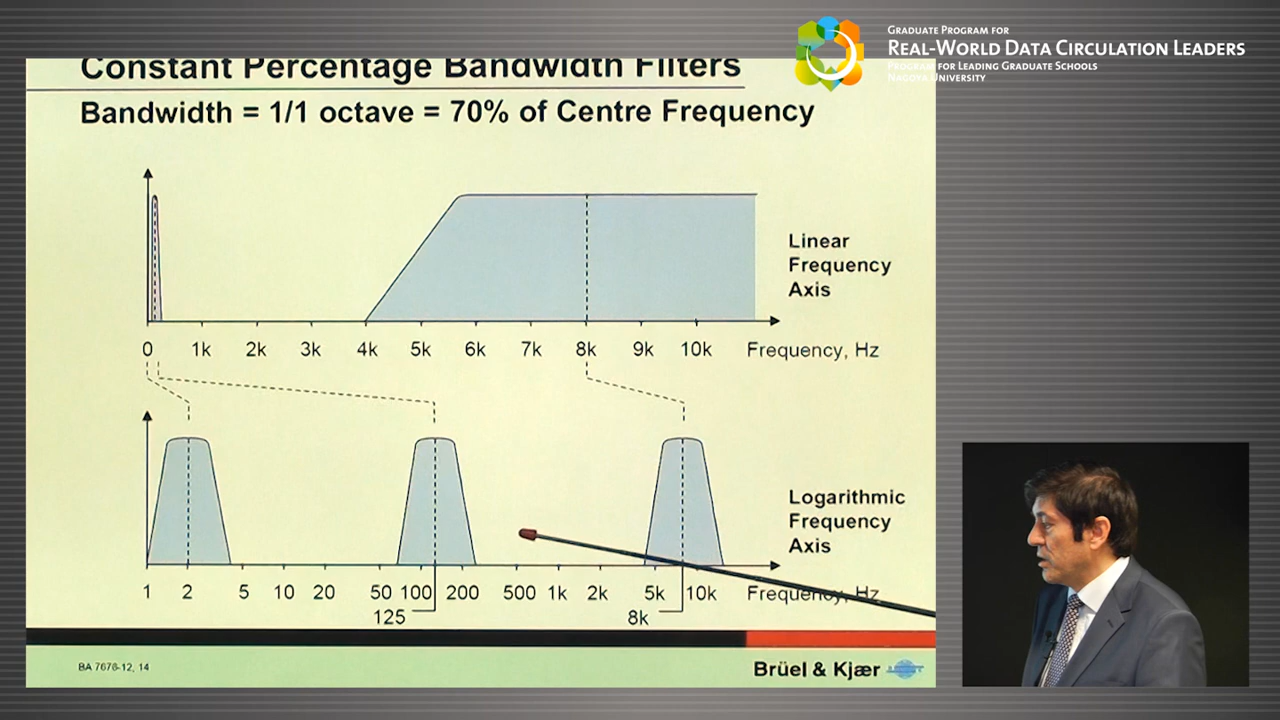 GRADUATE PROGRAM FOR
REAL-WORLD DATA CIRCULATION LEADERS
PROGRAM FOR LEADING GRADUATE SCHOOLS
NAGOYA UNIVERSITY
Constant Percentage Bandwidth Filters
Bandwidth = 1/1 octave = 70% of Centre Frequency
Linear
Frequency
Axis
0 1k 2k 3k 4k 5k 6k 7k 8k 9k 10k Frequency, Hz
Logarithmic
Frequency
Axis
1 2 5 10 20 50 100 200 500 1k 2k 5k 10k Frequency, Hz
125 8k
BA 7676-12, 14
Brüel & Kjær